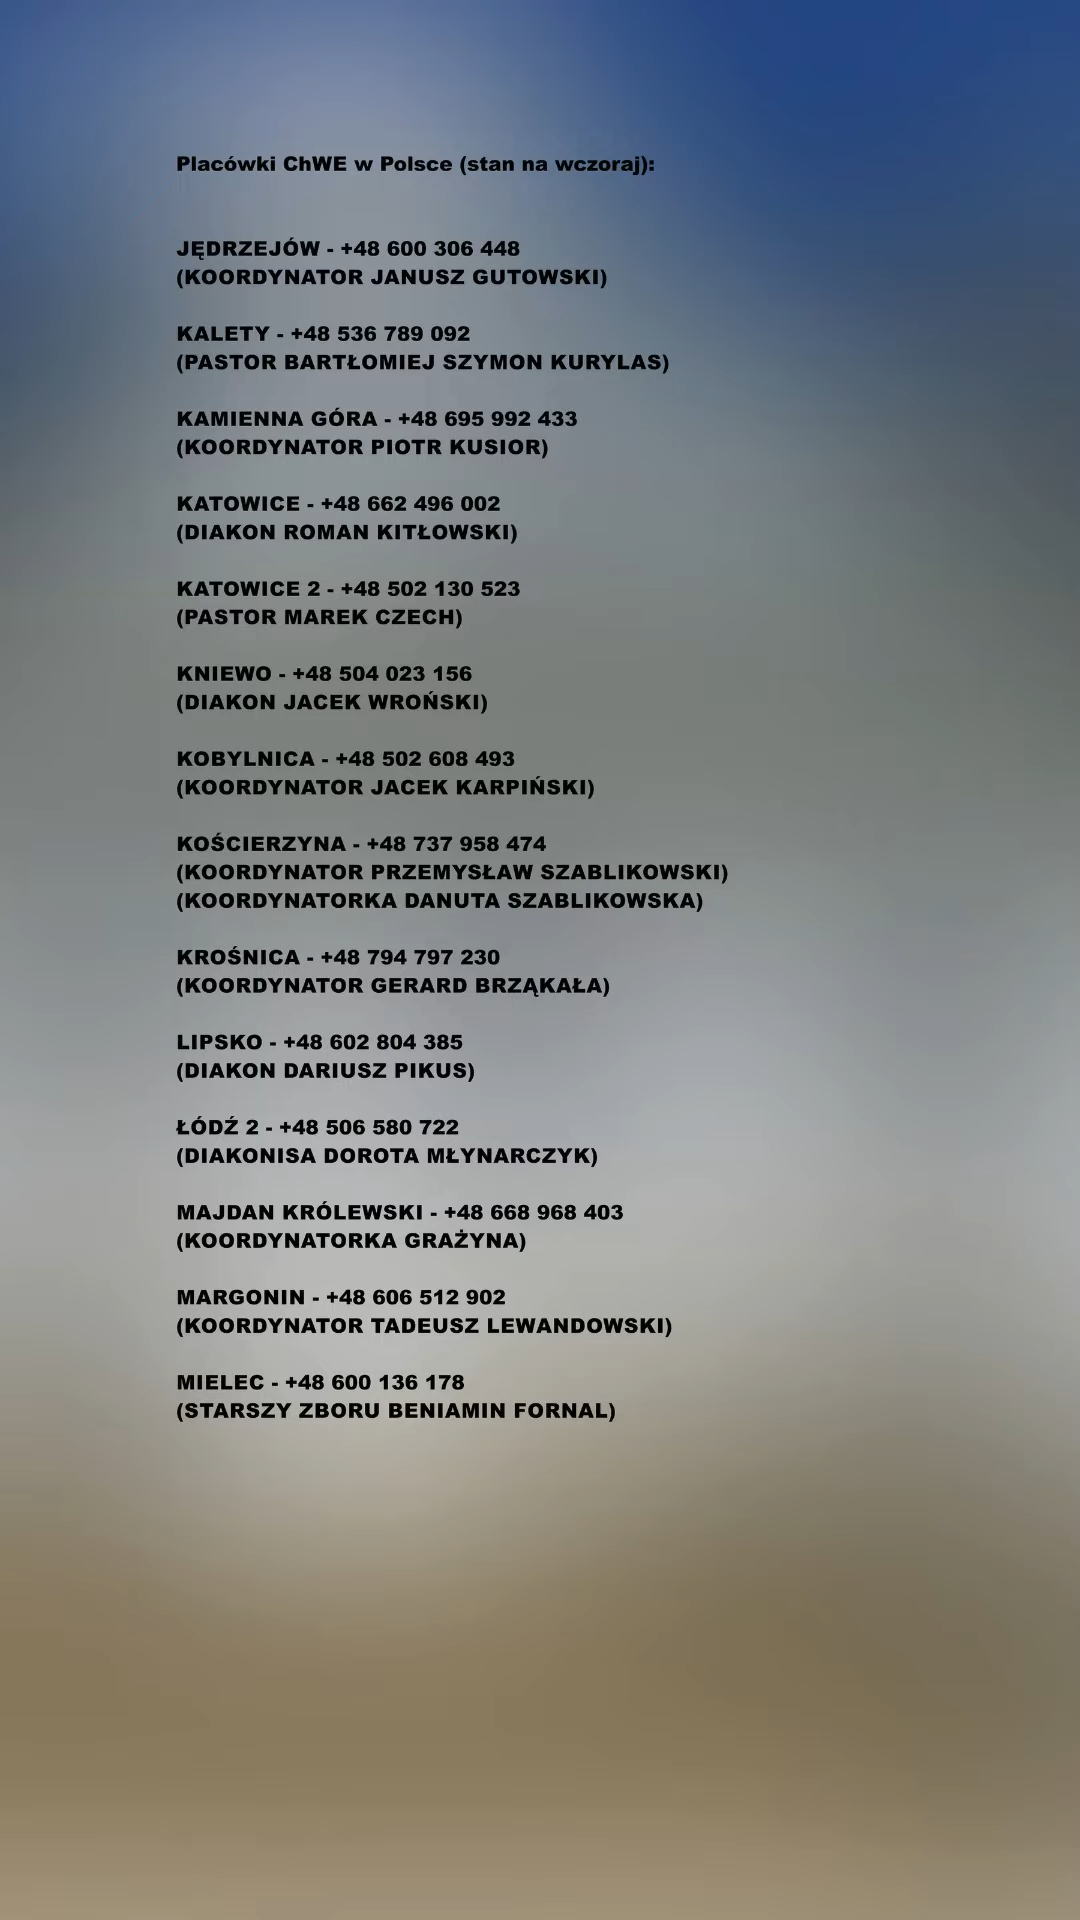 Placówki ChWE w Polsce (stan na wczoraj):
JĘDRZEJÓW - +48 600 306 448
(KOORDYNATOR JANUSZ GUTOWSKI)
KALETY - +48 536 789 092
(PASTOR BARTŁOMIEJ SZYMON KURYLAS)
KAMIENNA GÓRA - +48 695 992 433
(KOORDYNATOR PIOTR KUSIOR)
KATOWICE - +48 662 496 002
(DIAKON ROMAN KITŁOWSKI)
KATOWICE 2 - +48 502 130 523
(PASTOR MAREK CZECH)
KNIEWO - +48 504 023 156
(DIAKON JACEK WROŃSKI)
KOBYLNICA - +48 502 608 493
(KOORDYNATOR JACEK KARPIŃSKI)
KOŚCIERZYNA - +48 737 958 474
(KOORDYNATOR PRZEMYSŁAW SZABLIKOWSKI)
(KOORDYNATORKA DANUTA SZABLIKOWSKA)
KROŚNICA - +48 794 797 230
(KOORDYNATOR GERARD BRZĄKAŁA)
LIPSKO - +48 602 804 385
(DIAKON DARIUSZ PIKUS)
ŁÓDŹ 2 - +48 506 580 722
(DIAKONISA DOROTA MŁYNARCZYK)
MAJDAN KRÓLEWSKI - +48 668 968 403
(KOORDYNATORKA GRAŻYNA)
MARGONIN - +48 606 512 902
(KOORDYNATOR TADEUSZ LEWANDOWSKI)
MIELEC - +48 600 136 178
(STARSZY ZBORU BENIAMIN FORNAL)